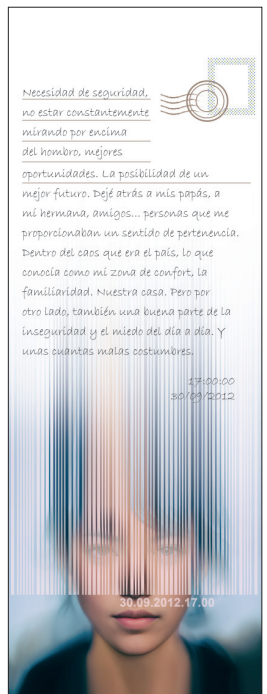 Necesidad de seguridad,
no estar constantemente
mirando por encima
del hombro, mejores
oportunidades. La posibilidad de un
mejor futuro. Dejé atrás a mis papás, a
mi hermana, amigos... personas que me
proporcionaban un sentido de pertenencia.
Dentro del caos que era el país, lo que
conocía como mi zona de confort, la
familiaridad. Nuestra casa. Pero por
otro lado, también una buena parte de la
inseguridad y el miedo del día a día. Y
unas cuantas malas costumbres.
17:00:00
30/09/2012
30.09.2012.17.00